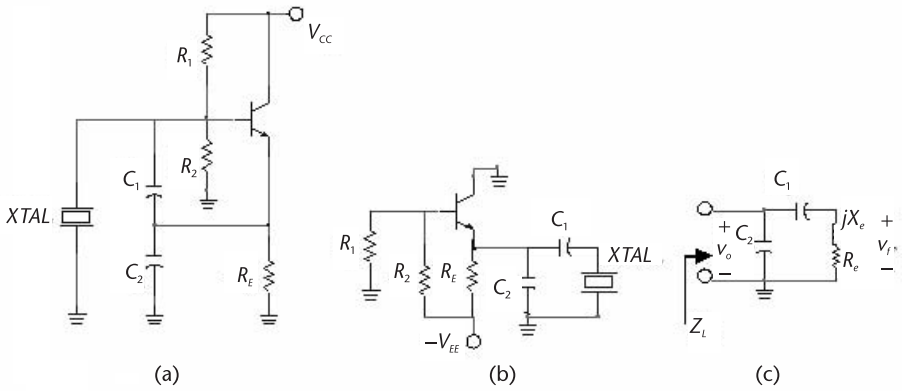 V_CC
R_1
R_2
C_1
XTAL
C_2
R_E
(a)
C_1
XTAL
R_1
R_2
R_E
C_2
−V_EE
(b)
C_1
+
C_2
v_o
−
jX_e
R_e
+
v_f
−
Z_L
(c)